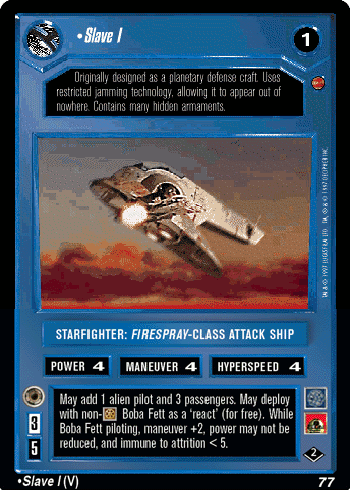 •Slave I
1
Originally designed as a planetary defense craft. Uses
restricted jamming technology, allowing it to appear out of
nowhere. Contains many hidden armaments.
STARFIGHTER: FIRESPRAY-CLASS ATTACK SHIP
POWER 4 MANEUVER 4 HYPERSPEED 4
May add 1 alien pilot and 3 passengers. May deploy
with non- Boba Fett as a 'react' (for free). While
Boba Fett piloting, maneuver +2, power may not be
reduced, and immune to attrition < 5.
3
5
2
•Slave I (V)
77